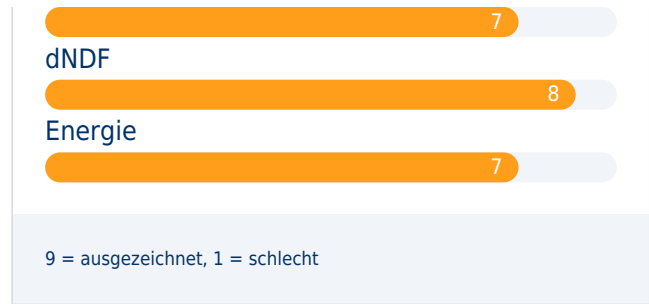 7
dNDF
8
Energie
7
9 = ausgezeichnet, 1 = schlecht